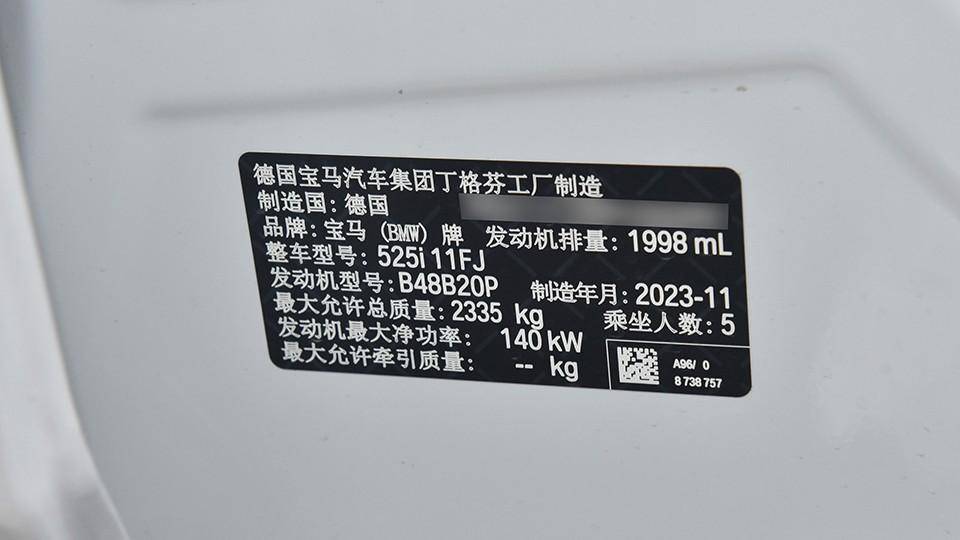 德国宝马汽车集团丁格芬工厂制造
制造国：德国
品牌：宝马（BMW）牌 发动机排量：1998 mL
整车型号：525i 11FJ
发动机型号：B48B20P 制造年月：2023-11
最大允许总质量：2335 kg 乘坐人数：5
发动机最大净功率： 140 kW
最大允许牵引质量： -- kg
A96/ 0
8 738 757